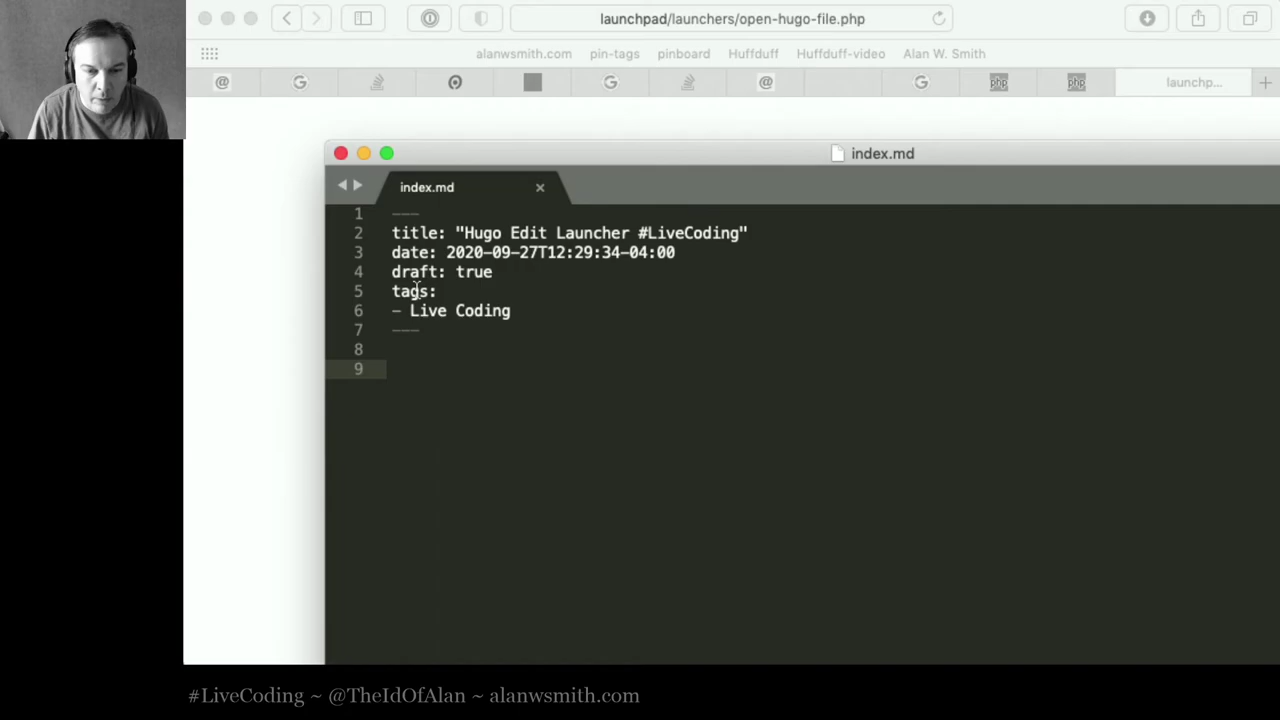 launchpad/launchers/open-hugo-file.php
alanwsmith.com pin-tags pinboard Huffduff Huffduff-video Alan W. Smith
php php launchp...
index.md
index.md
1 ---
2 title: "Hugo Edit Launcher #LiveCoding"
3 date: 2020-09-27T12:29:34-04:00
4 draft: true
5 tags:
6 - Live Coding
7 ---
8
9
#LiveCoding ~ @TheIdOfAlan ~ alanwsmith.com